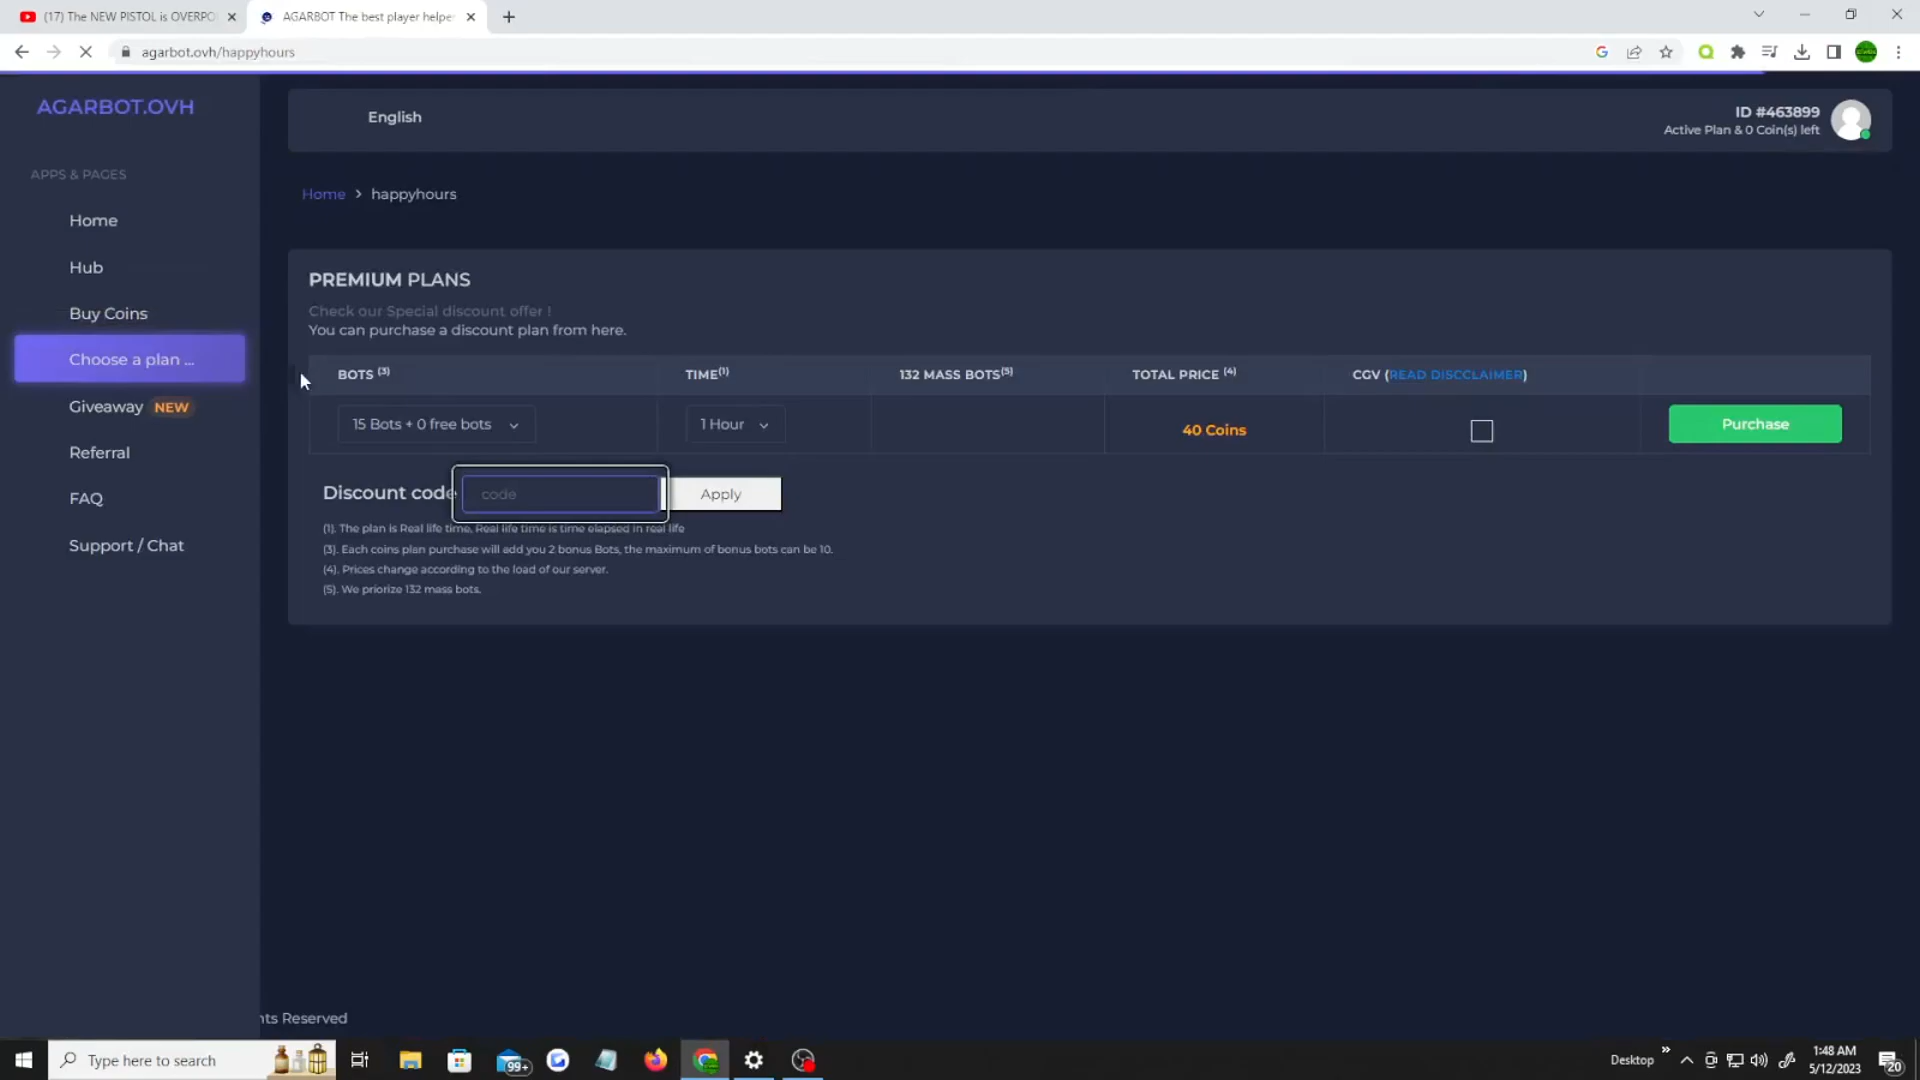 (17) The NEW PISTOL is OVERPO
AGARBOT The best player helpe
agarbot.ovh/happyhours
AGARBOT.OVH
English
ID #463899
Active Plan & 0 Coin(s) left
APPS & PAGES
Home
Hub
Buy Coins
Choose a plan ...
Giveaway NEW
Referral
FAQ
Support / Chat
Home > happyhours
PREMIUM PLANS
Check our Special discount offer !
You can purchase a discount plan from here.
BOTS (3) TIME(1) 132 MASS BOTS(5) TOTAL PRICE (4) CGV (READ DISCCLAIMER)
15 Bots + 0 free bots 1 Hour 40 Coins Purchase
Discount code code Apply
(1). The plan is Real life time, Real life time is time elapsed in real life
(3). Each coins plan purchase will add you 2 bonus Bots, the maximum of bonus bots can be 10.
(4). Prices change according to the load of our server.
(5). We priorize 132 mass bots.
nts Reserved
Type here to search
99+
Desktop
1:48 AM
5/12/2023
20